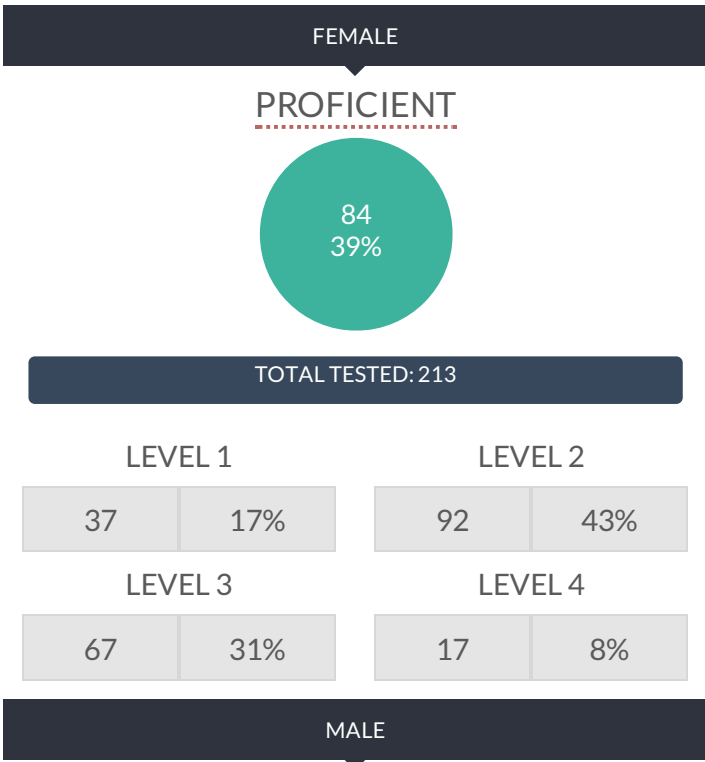 FEMALE
PROFICIENT
84
39%
TOTAL TESTED: 213
LEVEL 1
37 17%
LEVEL 2
92 43%
LEVEL 3
67 31%
LEVEL 4
17 8%
MALE